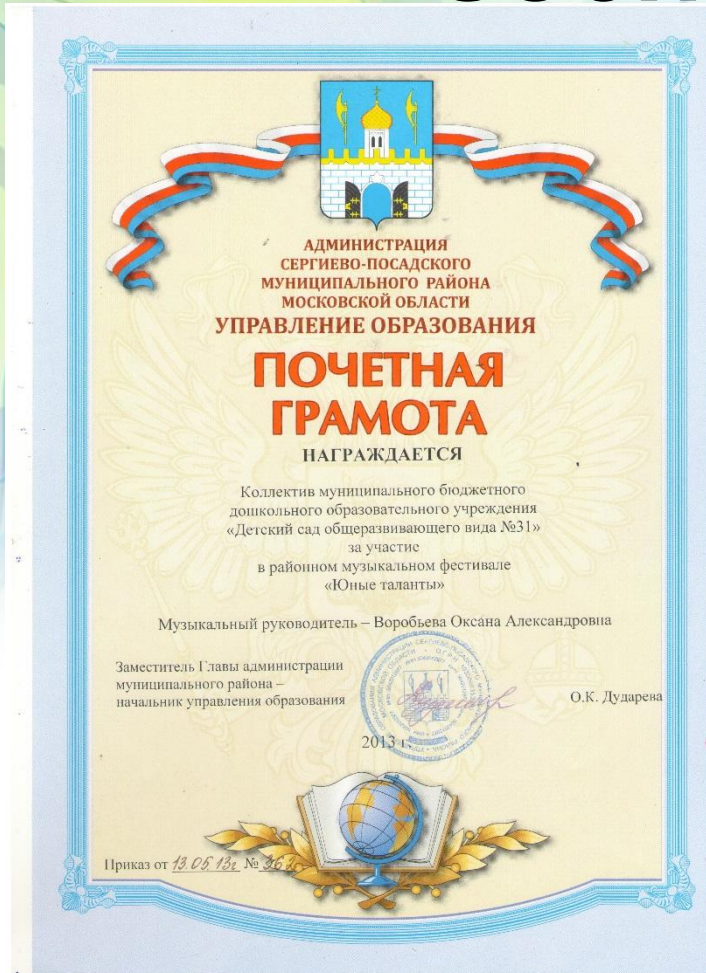 АДМИНИСТРАЦИЯ
СЕРГИЕВО-ПОСАДСКОГО
МУНИЦИПАЛЬНОГО РАЙОНА
МОСКОВСКОЙ ОБЛАСТИ
УПРАВЛЕНИЕ ОБРАЗОВАНИЯ
ПОЧЕТНАЯ
ГРАМОТА
НАГРАЖДАЕТСЯ
Коллектив муниципального бюджетного
дошкольного образовательного учреждения
«Детский сад общеразвивающего вида №31»
за участие
в районном музыкальном фестивале
«Юные таланты»
Музыкальный руководитель – Воробьева Оксана Александровна
Заместитель Главы администрации
муниципального района –
начальник управления образования
О.К. Дударева
2013 г.
Приказ от 13.05.13г № 362